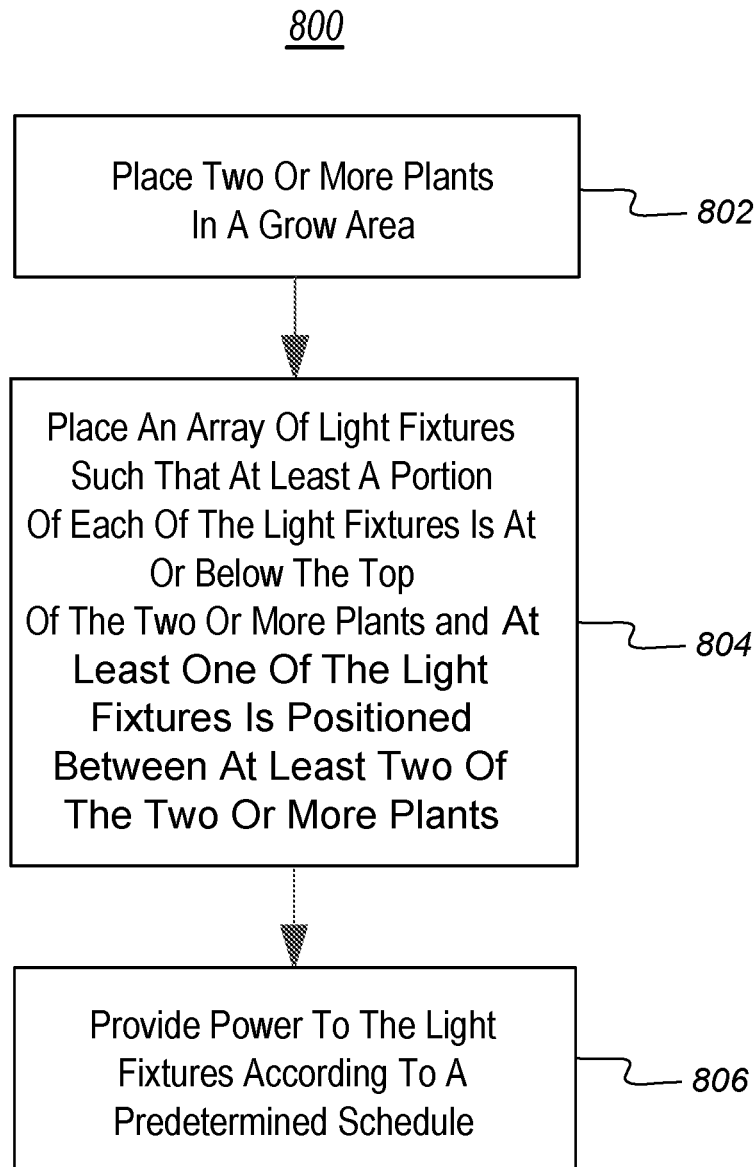 800
Place Two Or More Plants
In A Grow Area
802
Place An Array Of Light Fixtures
Such That At Least A Portion
Of Each Of The Light Fixtures Is At
Or Below The Top
Of The Two Or More Plants and At
Least One Of The Light
Fixtures Is Positioned
Between At Least Two Of
The Two Or More Plants
804
Provide Power To The Light
Fixtures According To A
Predetermined Schedule
806